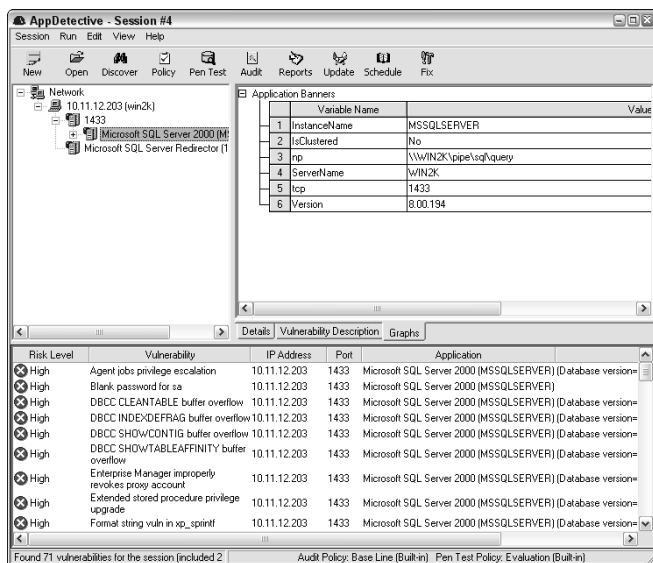 AppDetective - Session #4
Session Run Edit View Help
New Open Discover Policy Pen Test Audit Reports Update Schedule Fix
Network
10.11.12.203 (win2k)
1433
Microsoft SQL Server 2000 (M
Microsoft SQL Server Redirector (1
Application Banners
Variable Name Value
1 InstanceName MSSQLSERVER
2 IsClustered No
3 np \\WIN2K\pipe\sql\query
4 ServerName WIN2K
5 tcp 1433
6 Version 8.00.194
Details Vulnerability Description Graphs
Risk Level Vulnerability IP Address Port Application
High Agent jobs privilege escalation 10.11.12.203 1433 Microsoft SQL Server 2000 (MSSQLSERVER) (Database version=
High Blank password for sa 10.11.12.203 1433 Microsoft SQL Server 2000 (MSSQLSERVER)
High DBCC CLEANTABLE buffer overflow 10.11.12.203 1433 Microsoft SQL Server 2000 (MSSQLSERVER) (Database version=
High DBCC INDEXDEFRAG buffer overflow 10.11.12.203 1433 Microsoft SQL Server 2000 (MSSQLSERVER) (Database version=
High DBCC SHOWCONTIG buffer overflow 10.11.12.203 1433 Microsoft SQL Server 2000 (MSSQLSERVER) (Database version=
DBCC SHOWTABLEAFFINITY buffer
High overflow 10.11.12.203 1433 Microsoft SQL Server 2000 (MSSQLSERVER) (Database version=
Enterprise Manager improperly
High revokes proxy account 10.11.12.203 1433 Microsoft SQL Server 2000 (MSSQLSERVER) (Database version=
Extended stored procedure privilege
High upgrade 10.11.12.203 1433 Microsoft SQL Server 2000 (MSSQLSERVER) (Database version=
High Format string vuln in xp_sprintf 10.11.12.203 1433 Microsoft SQL Server 2000 (MSSQLSERVER) (Database version=
Found 71 vulnerabilities for the session (included 2 Audit Policy: Base Line (Built-in) Pen Test Policy: Evaluation (Built-in)